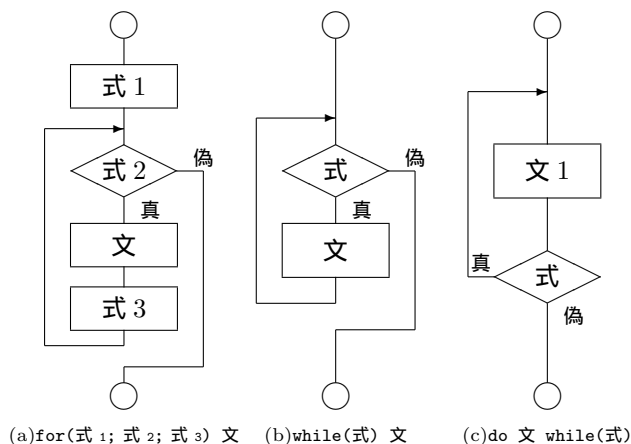 式 1
式 2
偽
真
文
式 3
(a)for(式 1; 式 2; 式 3) 文
式
偽
真
文
(b)while(式) 文
文 1
真
式
偽
(c)do 文 while(式)